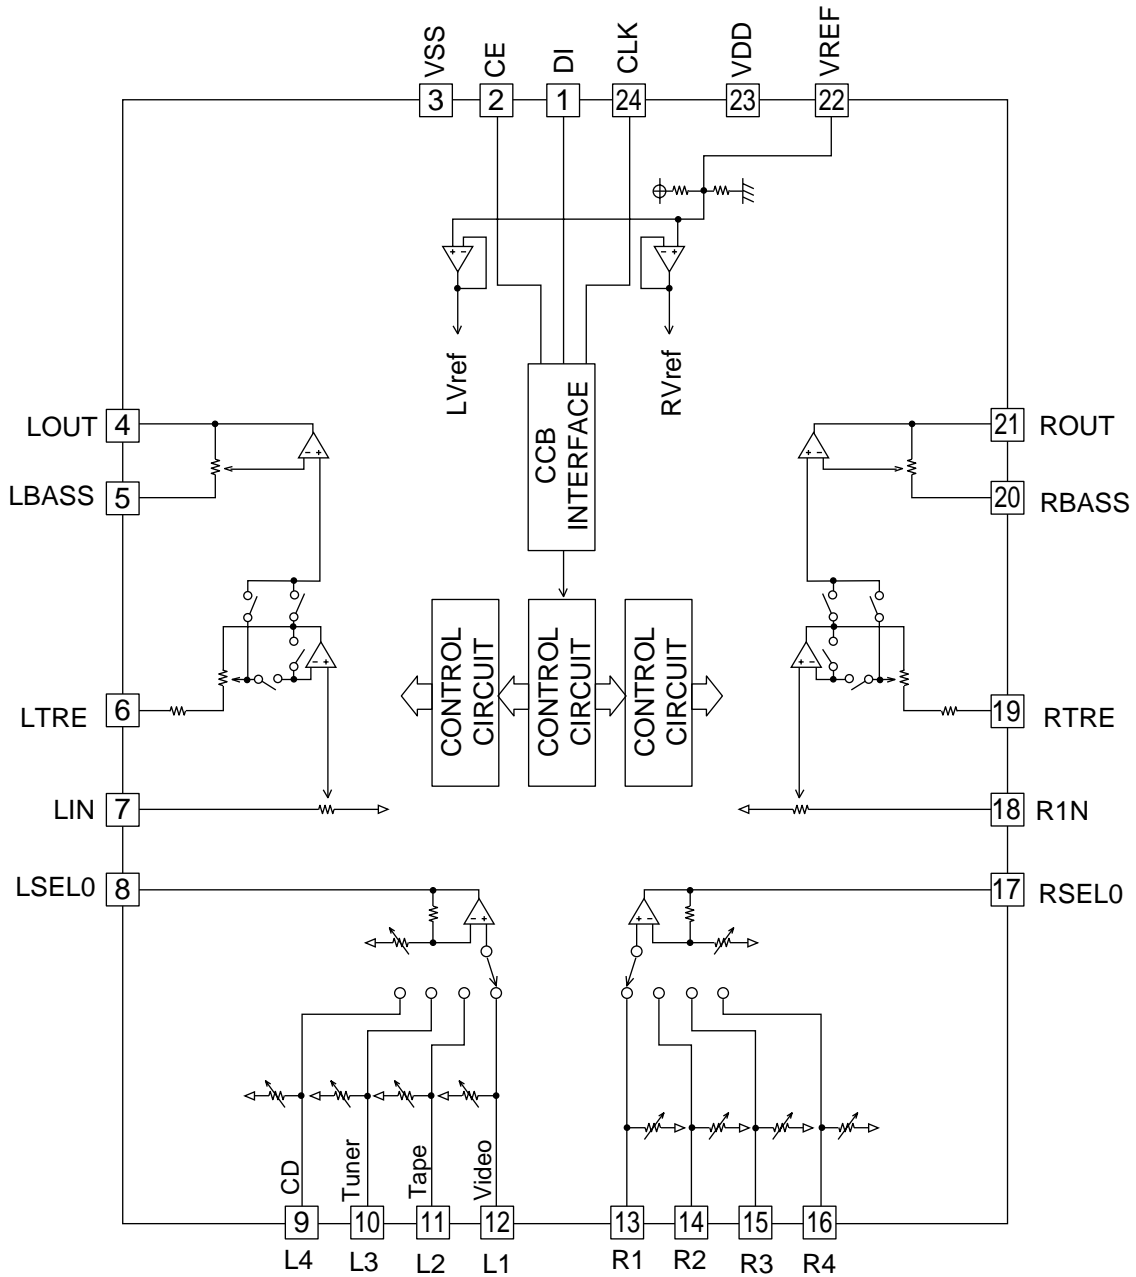 VSS
CE
DI
CLK
VDD
VREF
3
2
1
24
23
22
+ -
- +
LVref
RVref
CCB
INTERFACE
LOUT
4
- +
+ -
21
ROUT
LBASS
5
20
RBASS
CONTROL
CIRCUIT
CONTROL
CIRCUIT
CONTROL
CIRCUIT
- +
+ -
LTRE
6
19
RTRE
LIN
7
18
R1N
LSEL0
8
17
RSEL0
- +
+ -
CD
Tuner
Tape
Video
9
10
11
12
13
14
15
16
L4
L3
L2
L1
R1
R2
R3
R4